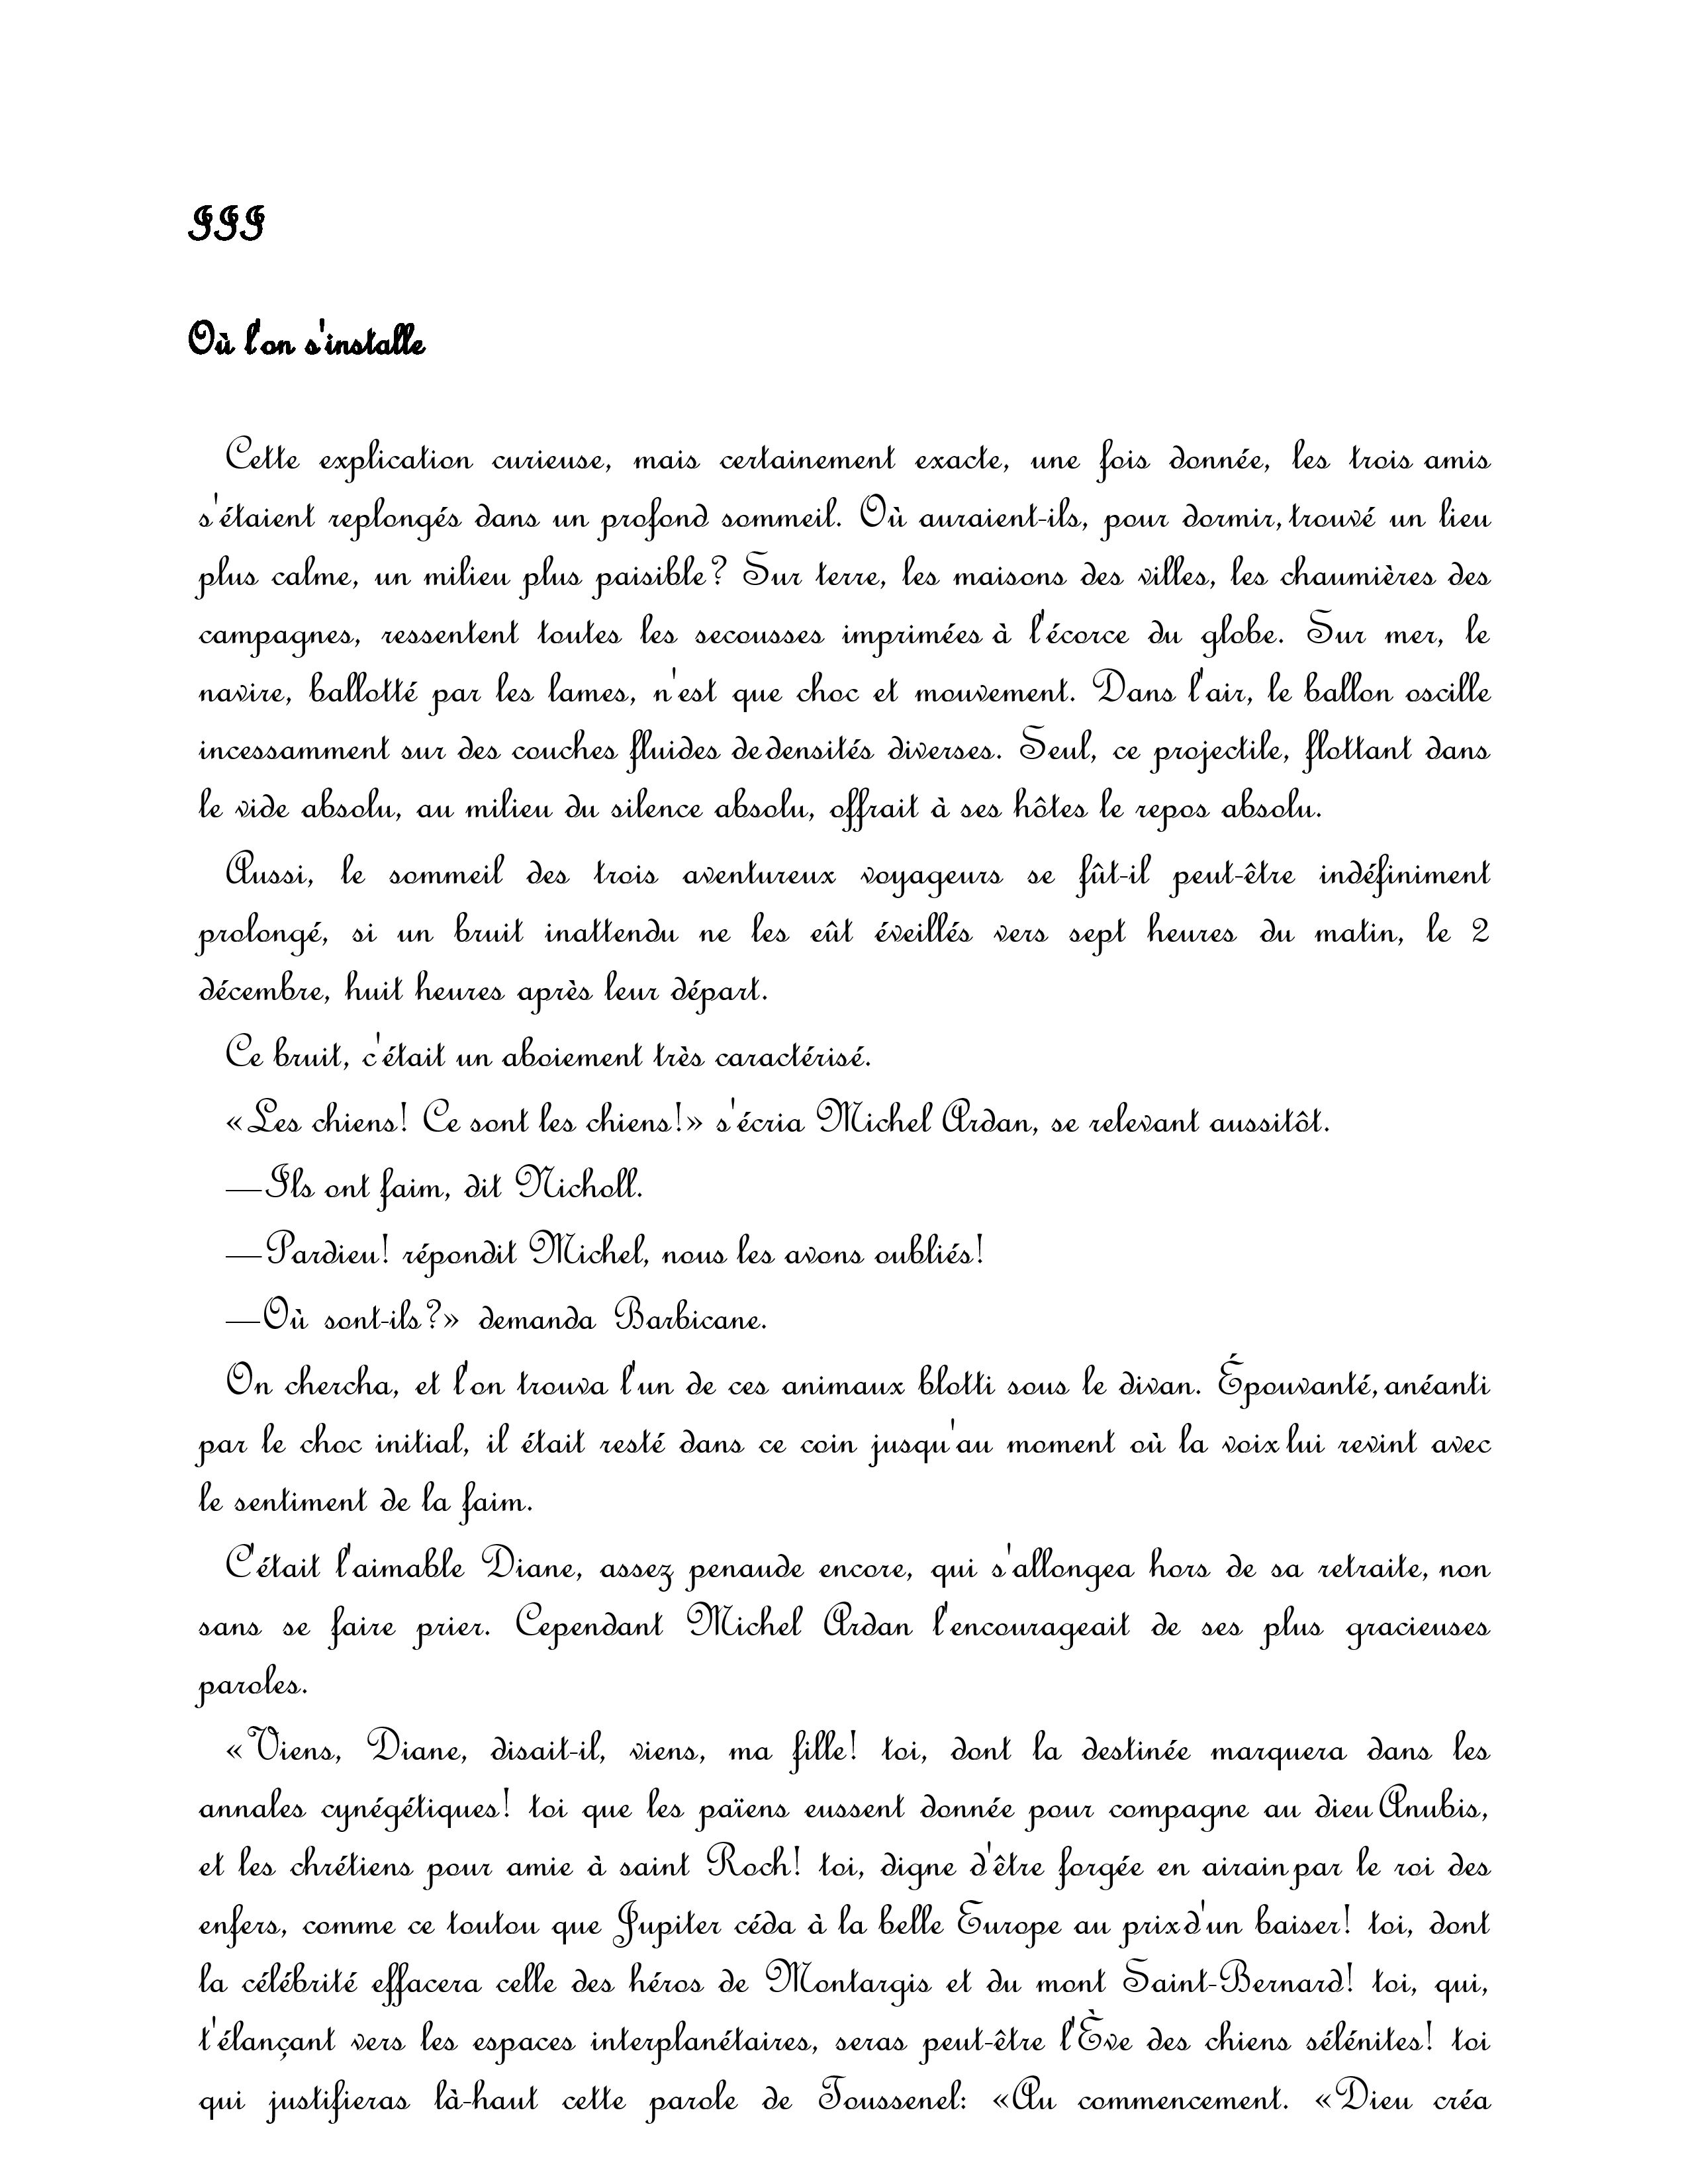 III
Où l'on s'installe
Cette explication curieuse, mais certainement exacte, une fois donnée, les trois amis
s'étaient replongés dans un profond sommeil. Où auraient-ils, pour dormir, trouvé un lieu
plus calme, un milieu plus paisible? Sur terre, les maisons des villes, les chaumières des
campagnes, ressentent toutes les secousses imprimées à l'écorce du globe. Sur mer, le
navire, ballotté par les lames, n'est que choc et mouvement. Dans l'air, le ballon oscille
incessamment sur des couches fluides de densités diverses. Seul, ce projectile, flottant dans
le vide absolu, au milieu du silence absolu, offrait à ses hôtes le repos absolu.
Aussi, le sommeil des trois aventureux voyageurs se fût-il peut-être indéfiniment
prolongé, si un bruit inattendu ne les eût éveillés vers sept heures du matin, le 2
décembre, huit heures après leur départ.
Ce bruit, c'était un aboiement très caractérisé.
«Les chiens! Ce sont les chiens!» s'écria Michel Ardan, se relevant aussitôt.
—Ils ont faim, dit Nicholl.
—Pardieu! répondit Michel, nous les avons oubliés!
—Où sont-ils?» demanda Barbicane.
On chercha, et l'on trouva l'un de ces animaux blotti sous le divan. Épouvanté, anéanti
par le choc initial, il était resté dans ce coin jusqu'au moment où la voix lui revint avec
le sentiment de la faim.
C'était l'aimable Diane, assez penaude encore, qui s'allongea hors de sa retraite, non
sans se faire prier. Cependant Michel Ardan l'encourageait de ses plus gracieuses
paroles.
«Viens, Diane, disait-il, viens, ma fille! toi, dont la destinée marquera dans les
annales cynégétiques! toi que les païens eussent donnée pour compagne au dieu Anubis,
et les chrétiens pour amie à saint Roch! toi, digne d'être forgée en airain par le roi des
enfers, comme ce toutou que Jupiter céda à la belle Europe au prix d'un baiser! toi, dont
la célébrité effacera celle des héros de Montargis et du mont Saint-Bernard! toi, qui,
t'élançant vers les espaces interplanétaires, seras peut-être l'Ève des chiens sélénites! toi
qui justifieras là-haut cette parole de Toussenel: «Au commencement. «Dieu créa